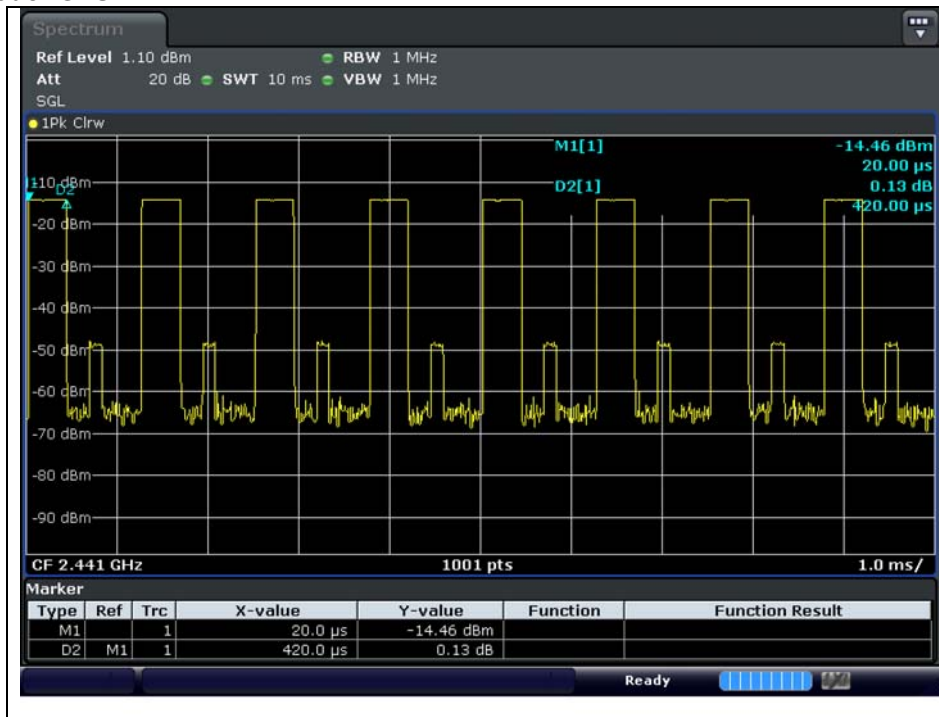 Spectrum
Ref Level 1.10 dBm RBW 1 MHz
Att 20 dB SWT 10 ms VBW 1 MHz
SGL
1Pk Clrw
M1[1] -14.46 dBm
20.00 µs
D2[1] 0.13 dB
420.00 µs
D2
-20 dBm
-30 dBm
-40 dBm
-50 dBm
-60 dBm
-70 dBm
-80 dBm
-90 dBm
CF 2.441 GHz 1001 pts 1.0 ms/
Marker
Type Ref Trc X-value Y-value Function Function Result
M1 1 20.0 µs -14.46 dBm
D2 M1 1 420.0 µs 0.13 dB
Ready